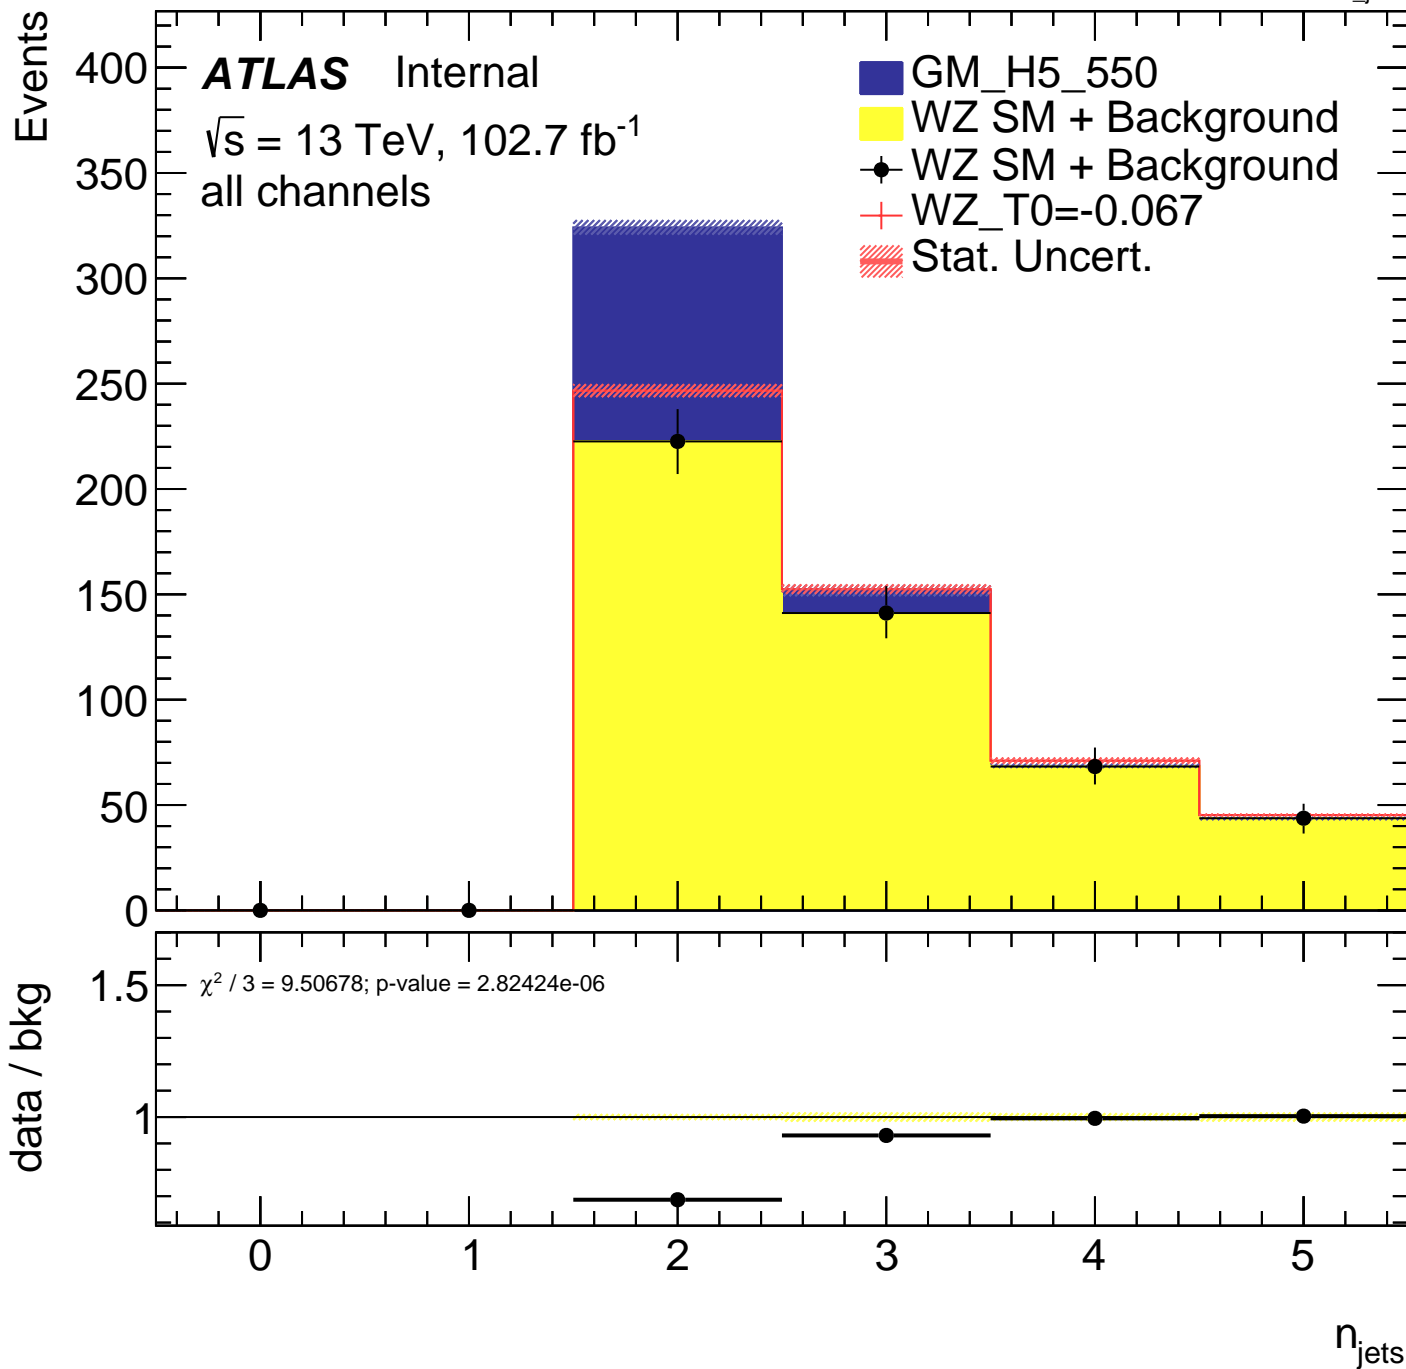 Events
400
350
300
250
200
150
100
50
0
ATLAS Internal
√s = 13 TeV, 102.7 fb-1
all channels
GM_H5_550
WZ SM + Background
WZ SM + Background
WZ_T0=-0.067
Stat. Uncert.
data / bkg
1.5
1
χ² / 3 = 9.50678; p-value = 2.82424e-06
0 1 2 3 4 5
njets